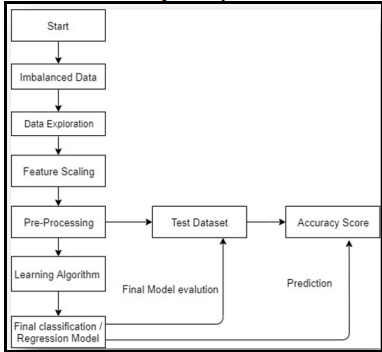 Start
Imbalanced Data
Data Exploration
Feature Scaling
Pre-Processing
Test Dataset
Accuracy Score
Learning Algorithm
Final Model evalution
Prediction
Final classification /
Regression Model